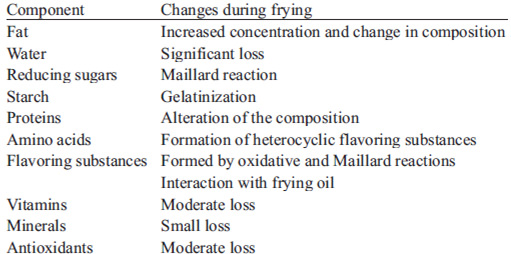 Component Changes during frying
Fat Increased concentration and change in composition
Water Significant loss
Reducing sugars Maillard reaction
Starch Gelatinization
Proteins Alteration of the composition
Amino acids Formation of heterocyclic flavoring substances
Flavoring substances Formed by oxidative and Maillard reactions
Interaction with frying oil
Vitamins Moderate loss
Minerals Small loss
Antioxidants Moderate loss